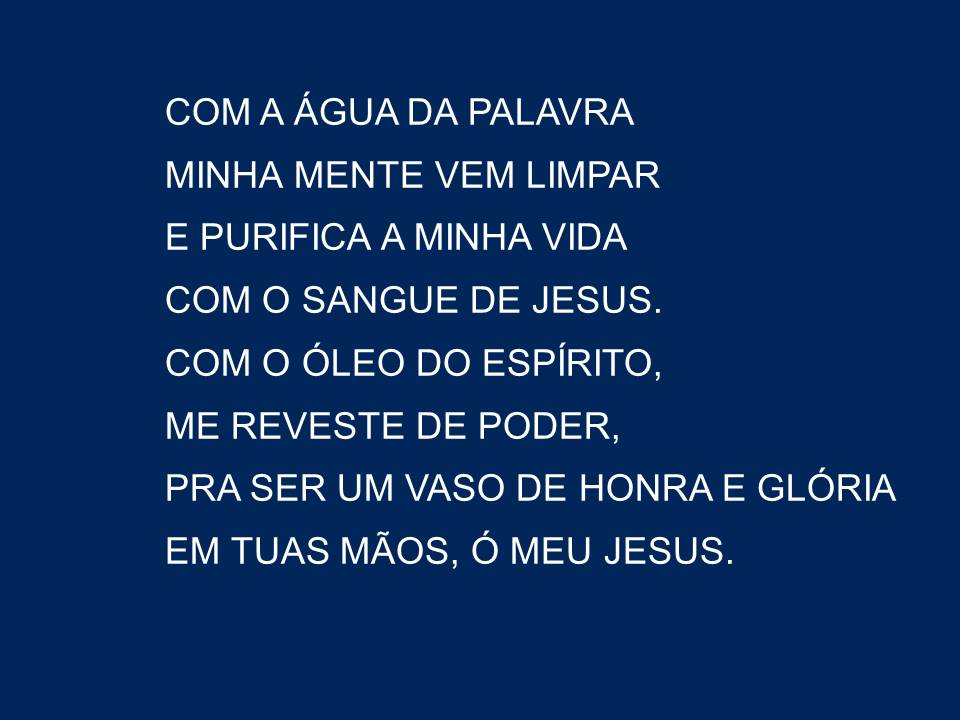 COM A ÁGUA DA PALAVRA
MINHA MENTE VEM LIMPAR
E PURIFICA A MINHA VIDA
COM O SANGUE DE JESUS.
COM O ÓLEO DO ESPÍRITO,
ME REVESTE DE PODER,
PRA SER UM VASO DE HONRA E GLÓRIA
EM TUAS MÃOS, Ó MEU JESUS.